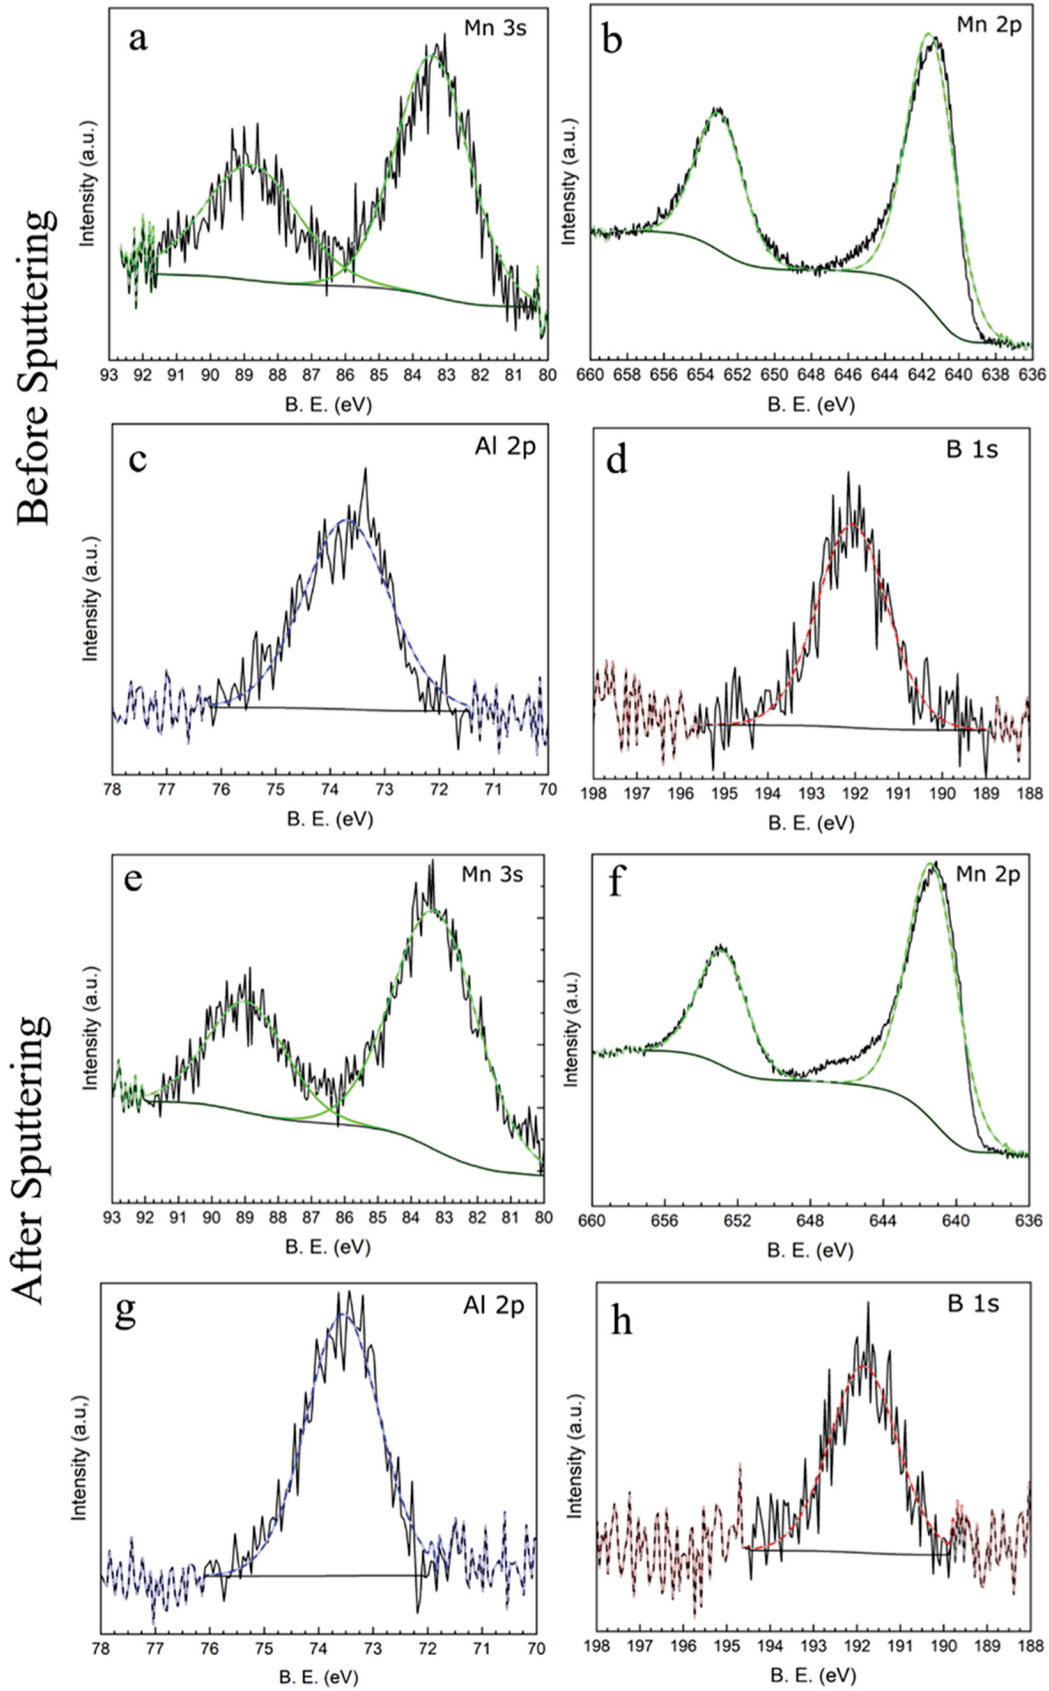 Before Sputtering
a
Mn 3s
Intensity (a.u.)
93 92 91 90 89 88 87 86 85 84 83 82 81 80
B. E. (eV)
b
Mn 2p
Intensity (a.u.)
660 658 656 654 652 650 648 646 644 642 640 638 636
B. E. (eV)
c
Al 2p
Intensity (a.u.)
78 77 76 75 74 73 72 71 70
B. E. (eV)
d
B 1s
Intensity (a.u.)
198 197 196 195 194 193 192 191 190 189 188
B. E. (eV)
After Sputtering
e
Mn 3s
Intensity (a.u.)
93 92 91 90 89 88 87 86 85 84 83 82 81 80
B. E. (eV)
f
Mn 2p
Intensity (a.u.)
660 656 652 648 644 640 636
B. E. (eV)
g
Al 2p
Intensity (a.u,)
78 77 76 75 74 73 72 71 70
B. E. (eV)
h
B 1s
Intensity (a.u.)
198 197 196 195 194 193 192 191 190 189 188
B. E. (eV)